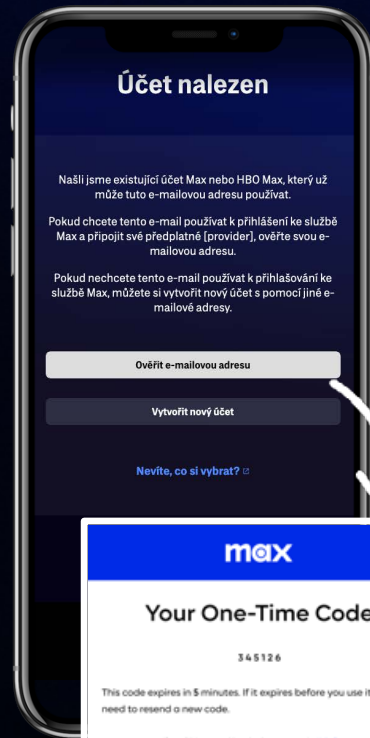 Účet nalezen
Našli jsme existující účet Max nebo HBO Max, který už
může tuto e-mailovou adresu používat.
Pokud chcete tento e-mail používat k přihlášení ke službě
Max a připojit své předplatné [provider], ověřte svou e-
mailovou adresu.
Pokud nechcete tento e-mail používat k přihlašování ke
službě Max, můžete si vytvořit nový účet s pomocí jiné e-
mailové adresy.
Ověřit e-mailovou adresu
Vytvořit nový účet
Nevíte, co si vybrat?
max
Your One-Time Code
345126
This code expires in 5 minutes. If it expires before you use it
need to resend a new code.